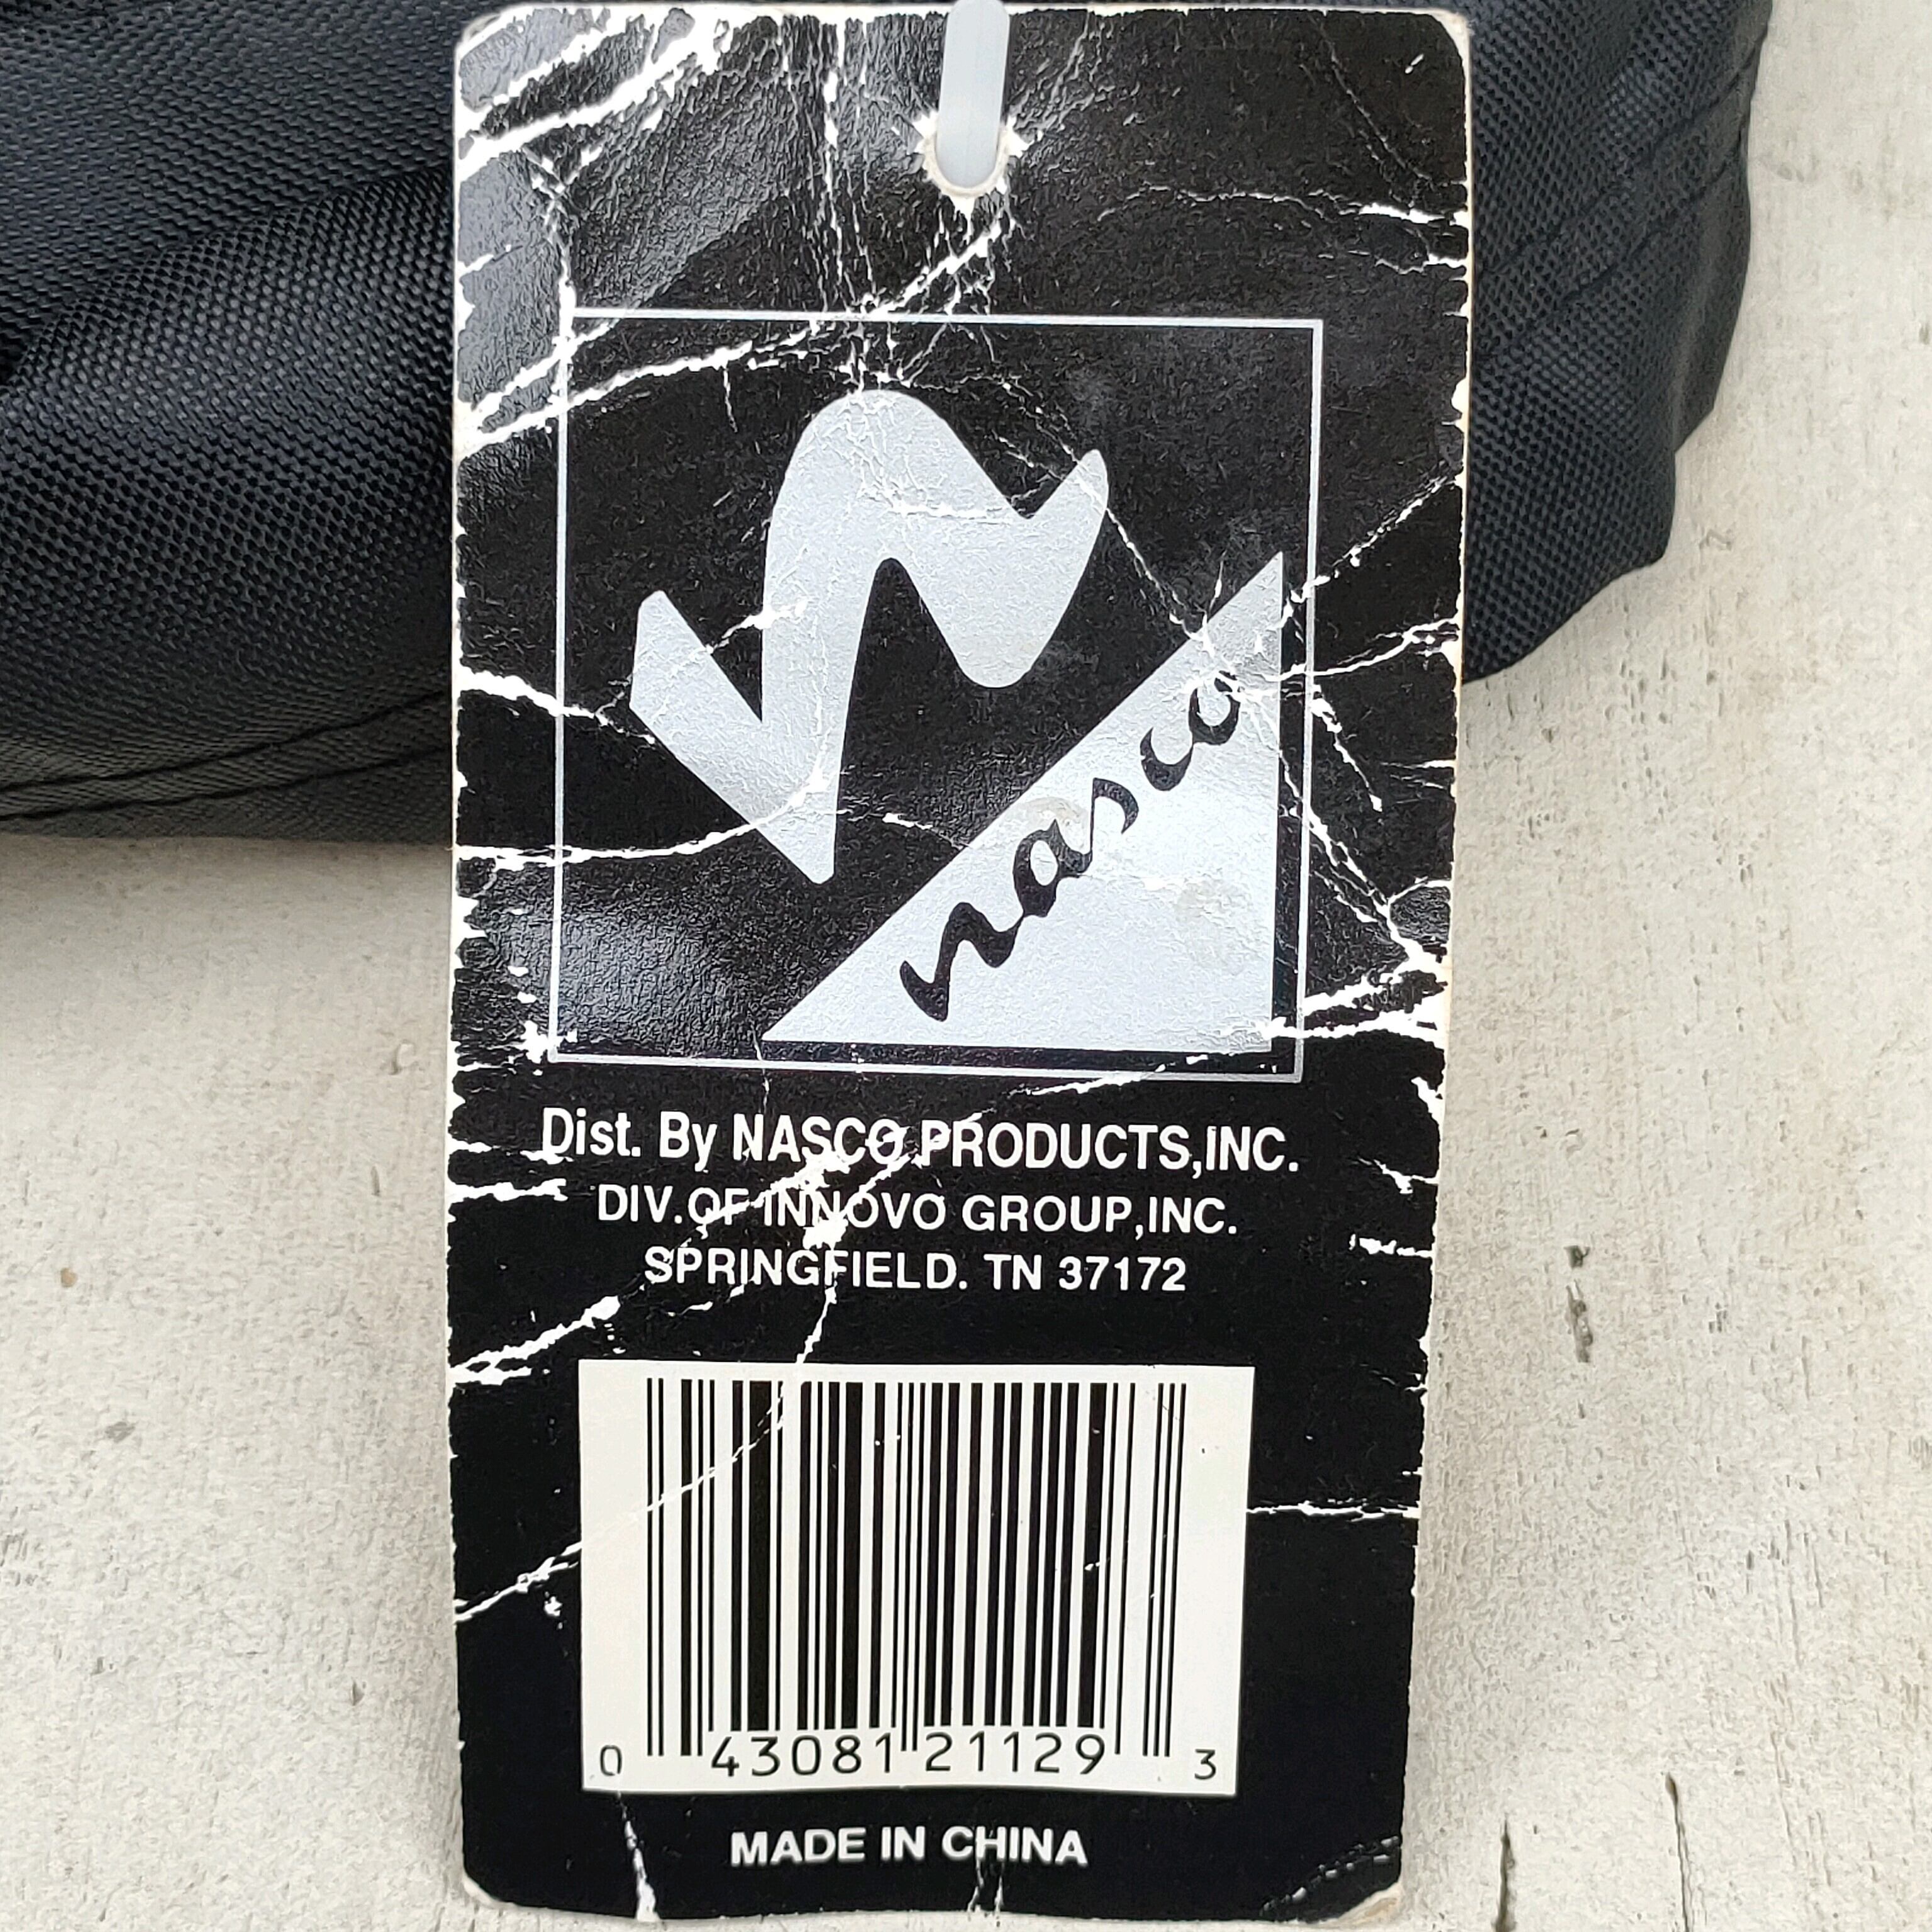 nasco
Dist. By NASCO PRODUCTS,INC.
DIV.OF INNOVO GROUP,INC.
SPRINGFIELD. TN 37172
0 43081 21129 3
MADE IN CHINA